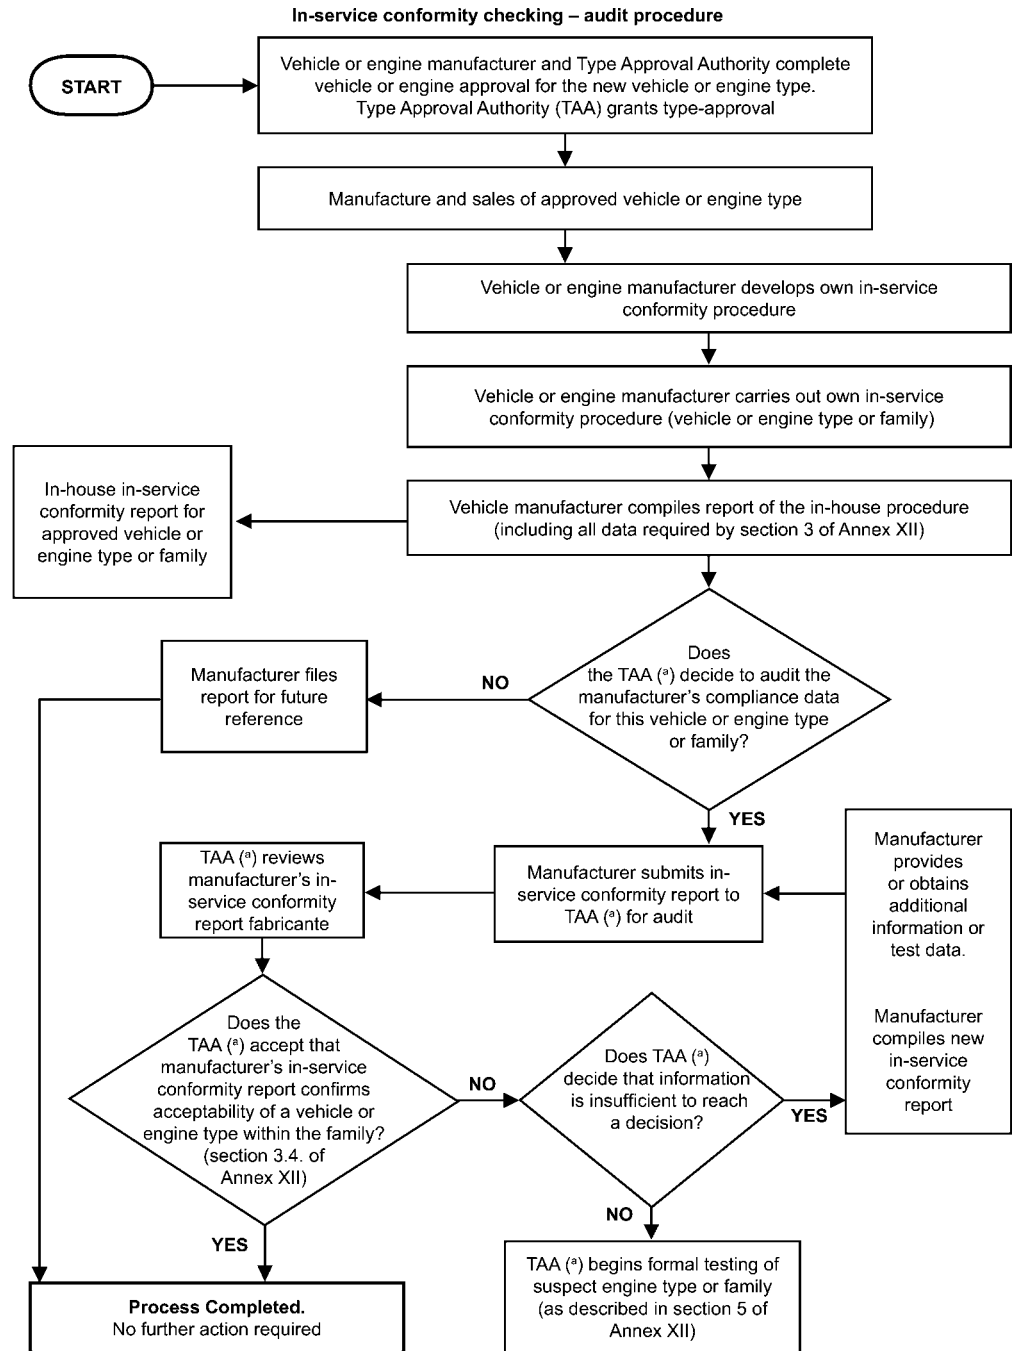 In-service conformity checking – audit procedure
START
Vehicle or engine manufacturer and Type Approval Authority complete
vehicle or engine approval for the new vehicle or engine type.
Type Approval Authority (TAA) grants type-approval
Manufacture and sales of approved vehicle or engine type
Vehicle or engine manufacturer develops own in-service
conformity procedure
Vehicle or engine manufacturer carries out own in-service
conformity procedure (vehicle or engine type or family)
In-house in-service
conformity report for
approved vehicle or
engine type or family
Vehicle manufacturer compiles report of the in-house procedure
(including all data required by section 3 of Annex XII)
Does
the TAA (ᵃ) decide to audit the
manufacturer's compliance data
for this vehicle or engine type
or family?
NO
Manufacturer files
report for future
reference
YES
Manufacturer submits in-
service conformity report to
TAA (ᵃ) for audit
Manufacturer
provides
or obtains
additional
information or
test data.
Manufacturer
compiles new
in-service
conformity
report
TAA (ᵃ) reviews
manufacturer's in-
service conformity
report fabricante
Does the
TAA (ᵃ) accept that
manufacturer's in-service
conformity report confirms
acceptability of a vehicle or
engine type within the family?
(section 3.4. of
Annex XII)
NO
Does TAA (ᵃ)
decide that information
is insufficient to reach
a decision?
YES
NO
YES
Process Completed.
No further action required
TAA (ᵃ) begins formal testing of
suspect engine type or family
(as described in section 5 of
Annex XII)